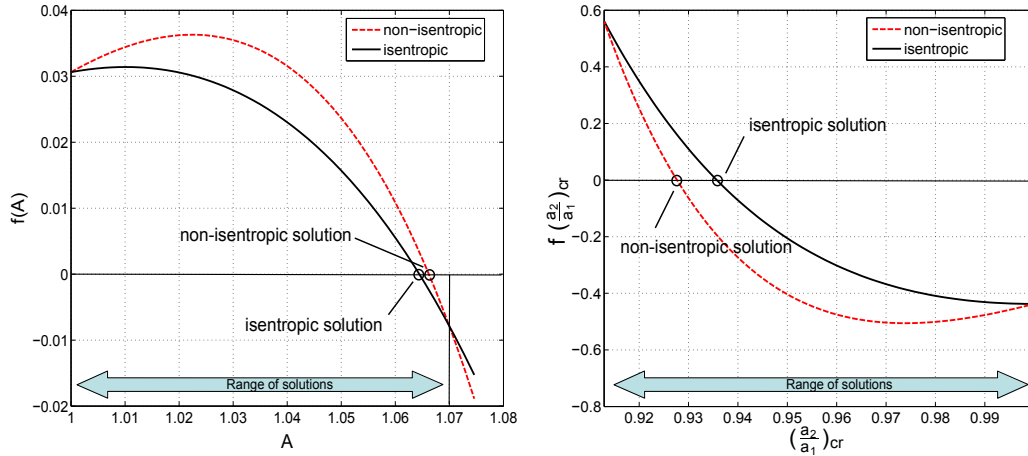 non-isentropic
isentropic
0.04
0.03
0.02
0.01
0
−0.01
−0.02
f(A)
non-isentropic solution
isentropic solution
Range of solutions
1
1.01
1.02
1.03
1.04
1.05
1.06
1.07
1.08
A
non-isentropic
isentropic
0.6
0.4
0.2
0
−0.2
−0.4
−0.6
−0.8
f (a2/a1)cr
isentropic solution
non-isentropic solution
Range of solutions
0.92
0.93
0.94
0.95
0.96
0.97
0.98
0.99
(a2/a1)cr